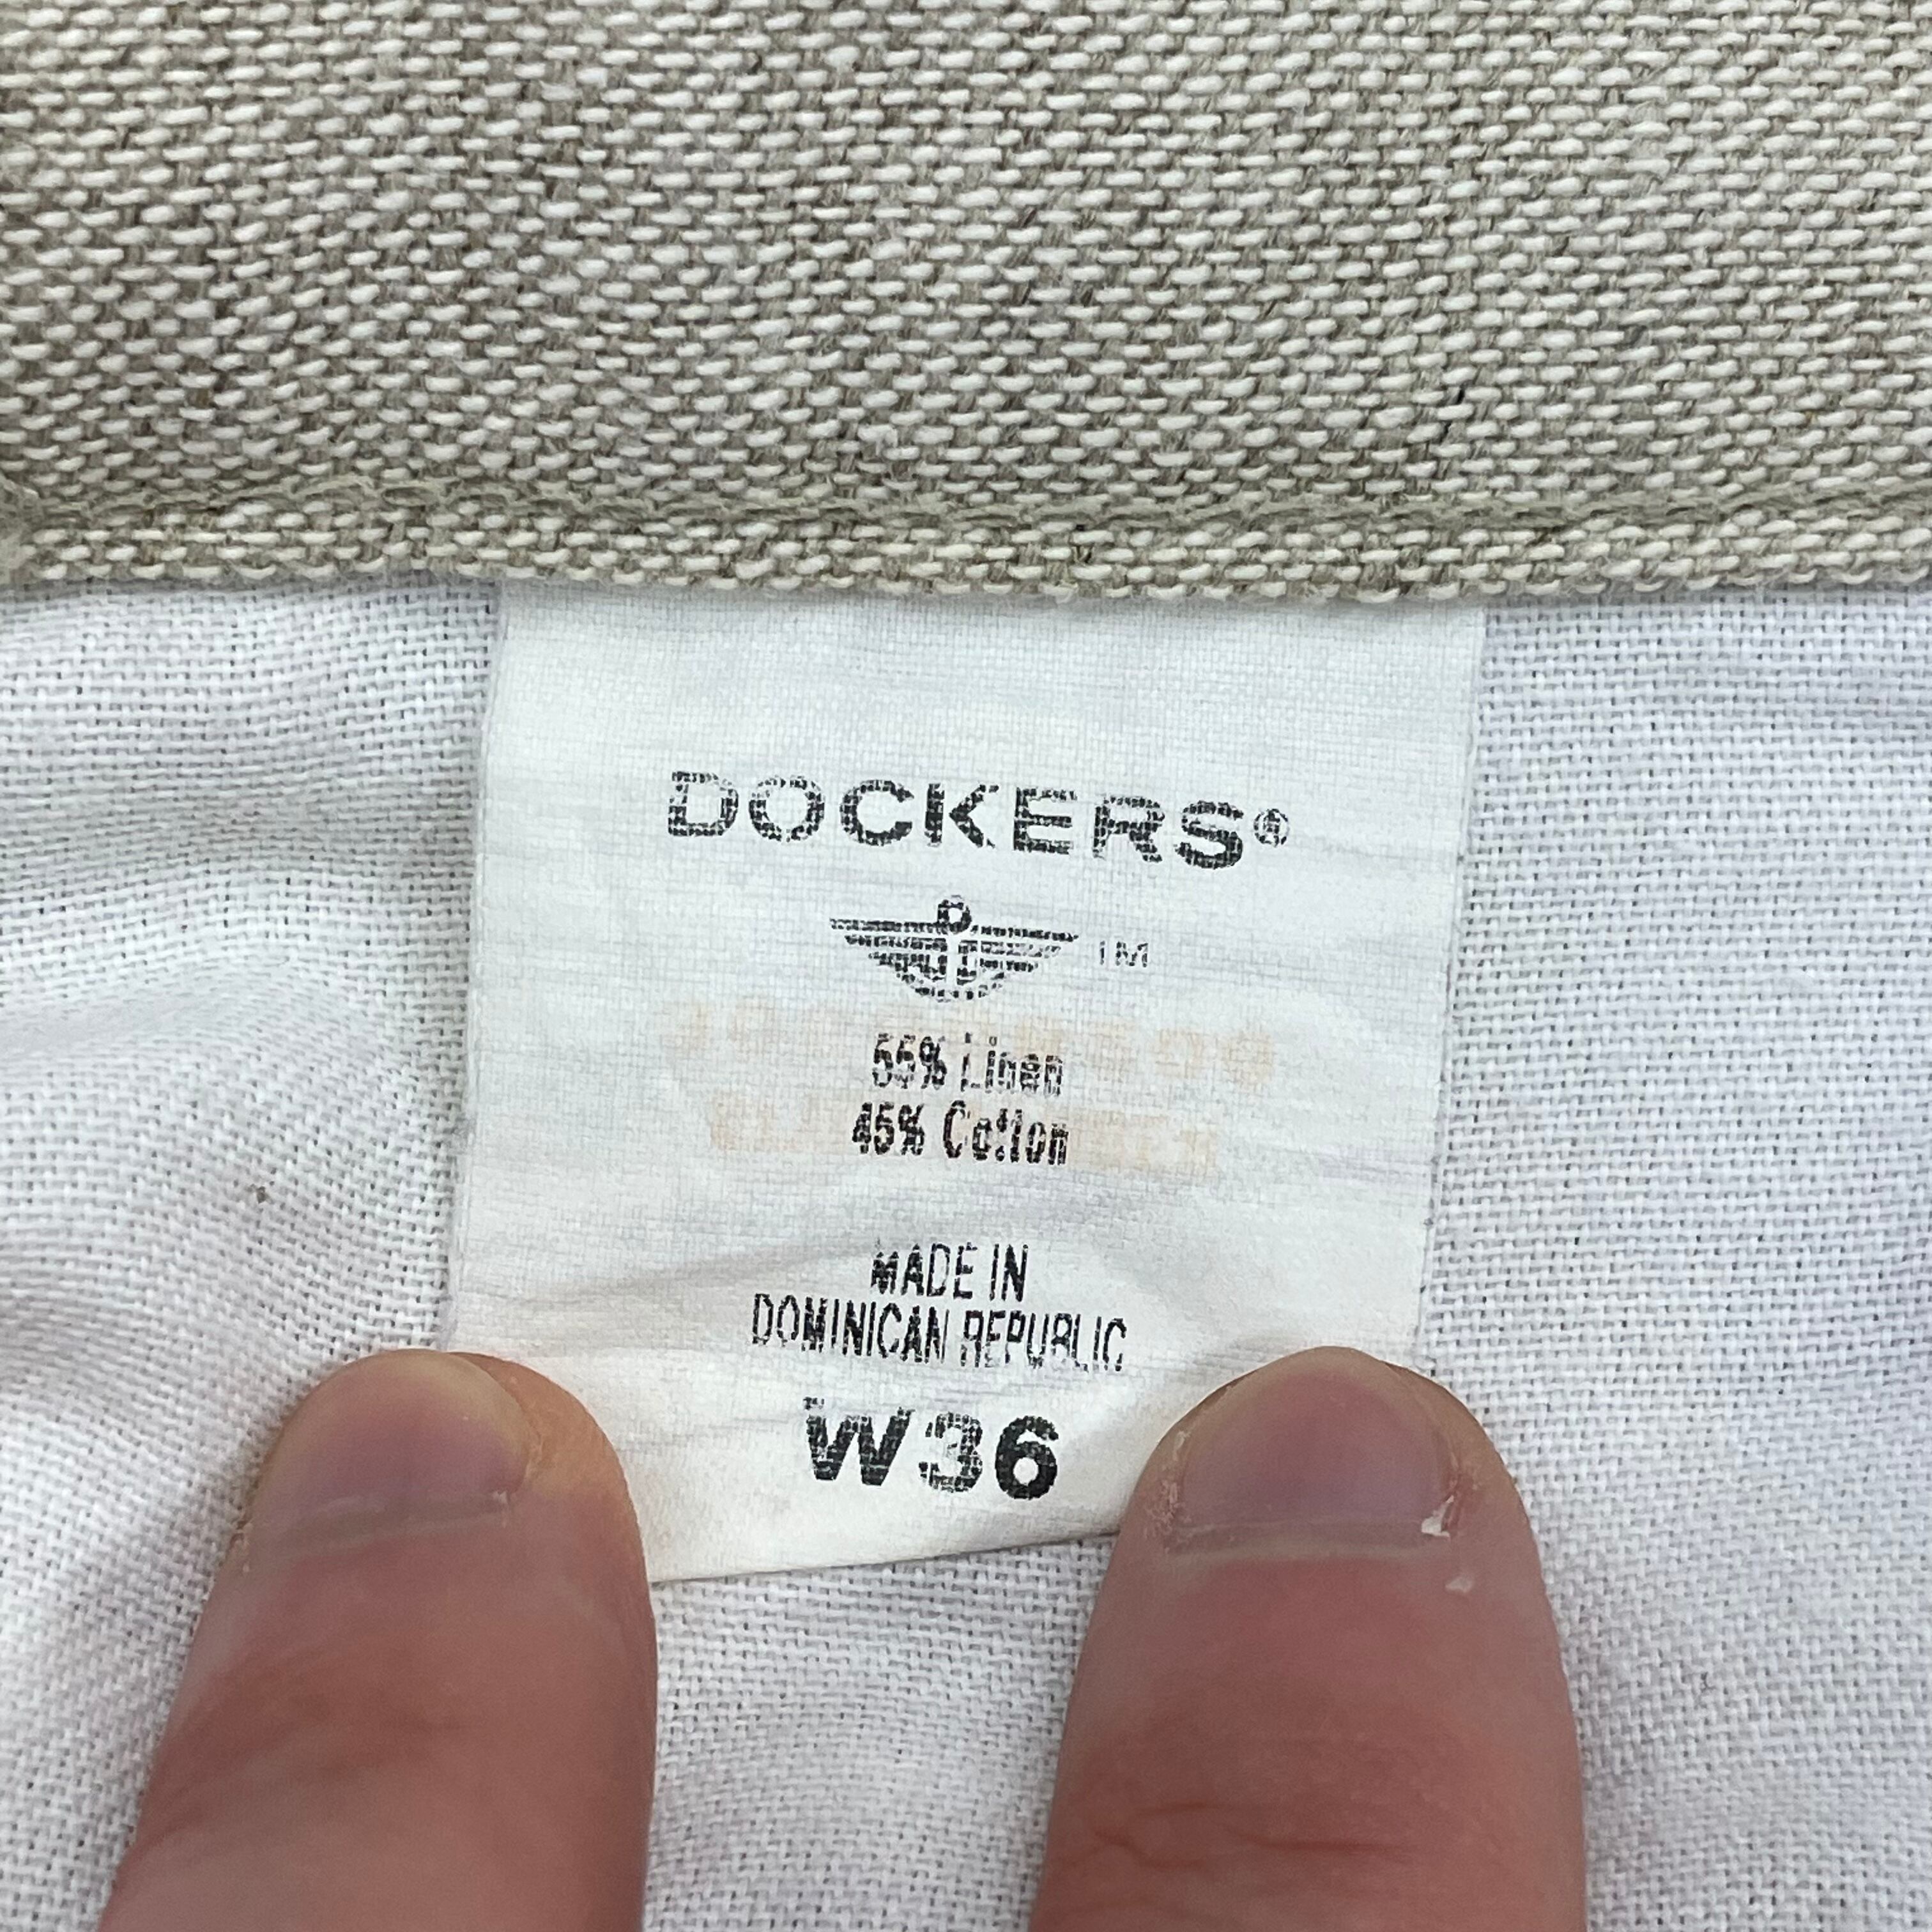 DOCKERS®
TM
55% Linen
45% Cotton
MADE IN
DOMINICAN REPUBLIC
W36